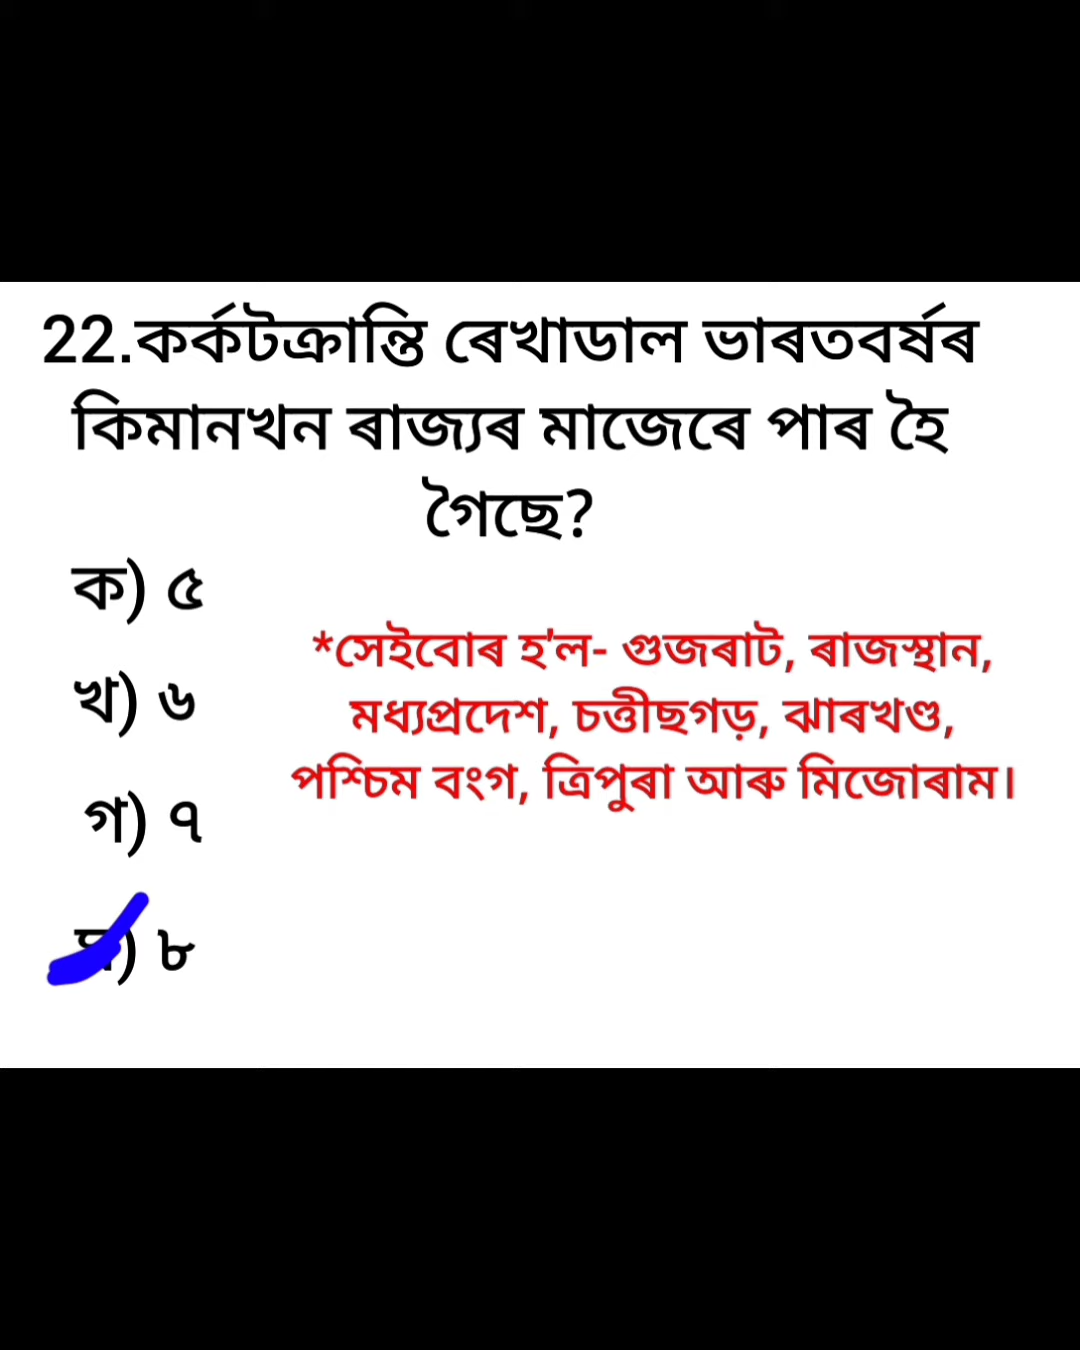 22.কৰ্কটক্ৰান্তি ৰেখাডাল ভাৰতবৰ্ষৰ
কিমানখন ৰাজ্যৰ মাজেৰে পাৰ হৈ
গৈছে?
ক) ৫
খ) ৬
গ) ৭
ঘ) ৮
*সেইবোৰ হ'ল- গুজৰাট, ৰাজস্থান,
মধ্যপ্ৰদেশ, চত্তীছগড়, ঝাৰখণ্ড,
পশ্চিম বংগ, ত্ৰিপুৰা আৰু মিজোৰাম।